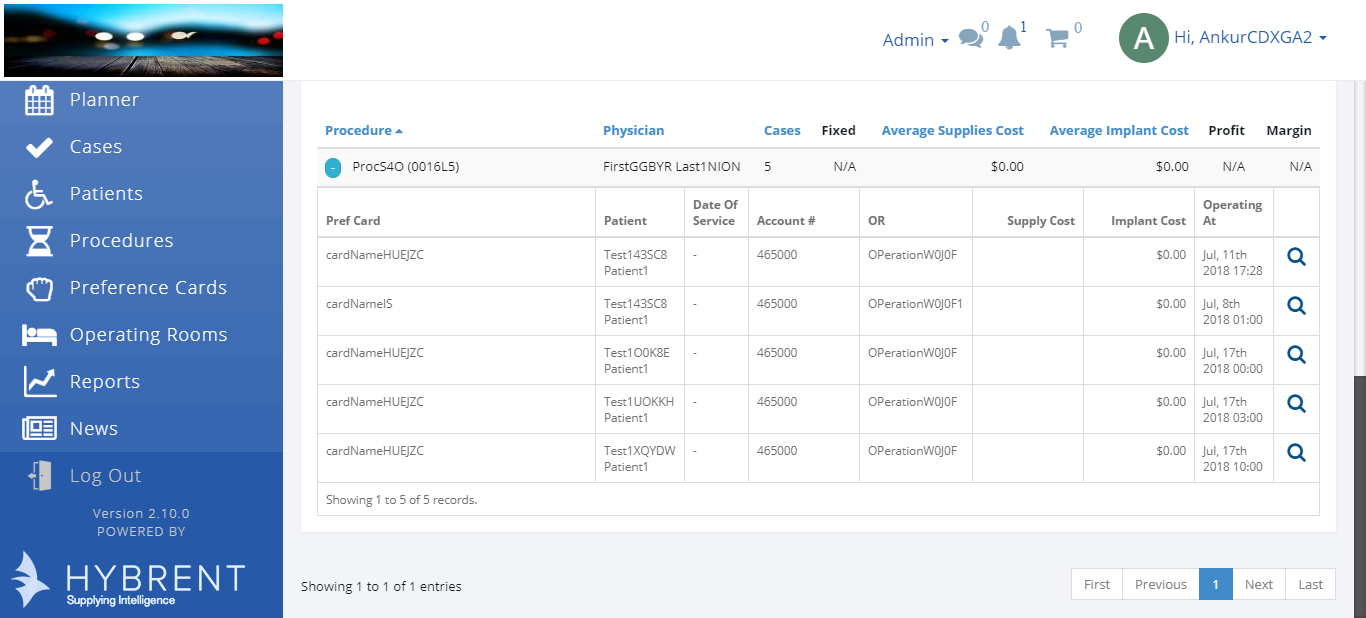 Admin
0
1
0
A
Hi, AnkurCDXGA2
Planner
Cases
Patients
Procedures
Preference Cards
Operating Rooms
Reports
News
Log Out
Version 2.10.0
POWERED BY
HYBRENT
Supplying Intelligence
Procedure Physician Cases Fixed Average Supplies Cost Average Implant Cost Profit Margin
- ProcS4O (0016L5) FirstGGBYR Last1NION 5 N/A $0.00 $0.00 N/A N/A
Pref Card Patient Date Of Service Account # OR Supply Cost Implant Cost Operating At
cardNameHUEJZC Test143SC8 Patient1 - 465000 OPerationW0J0F $0.00 Jul, 11th 2018 17:28
cardNameIS Test143SC8 Patient1 - 465000 OPerationW0J0F1 $0.00 Jul, 8th 2018 01:00
cardNameHUEJZC Test1O0K8E Patient1 - 465000 OPerationW0J0F $0.00 Jul, 17th 2018 00:00
cardNameHUEJZC Test1UOKKH Patient1 - 465000 OPerationW0J0F $0.00 Jul, 17th 2018 03:00
cardNameHUEJZC Test1XQYDW Patient1 - 465000 OPerationW0J0F $0.00 Jul, 17th 2018 10:00
Showing 1 to 5 of 5 records.
Showing 1 to 1 of 1 entries
First Previous 1 Next Last